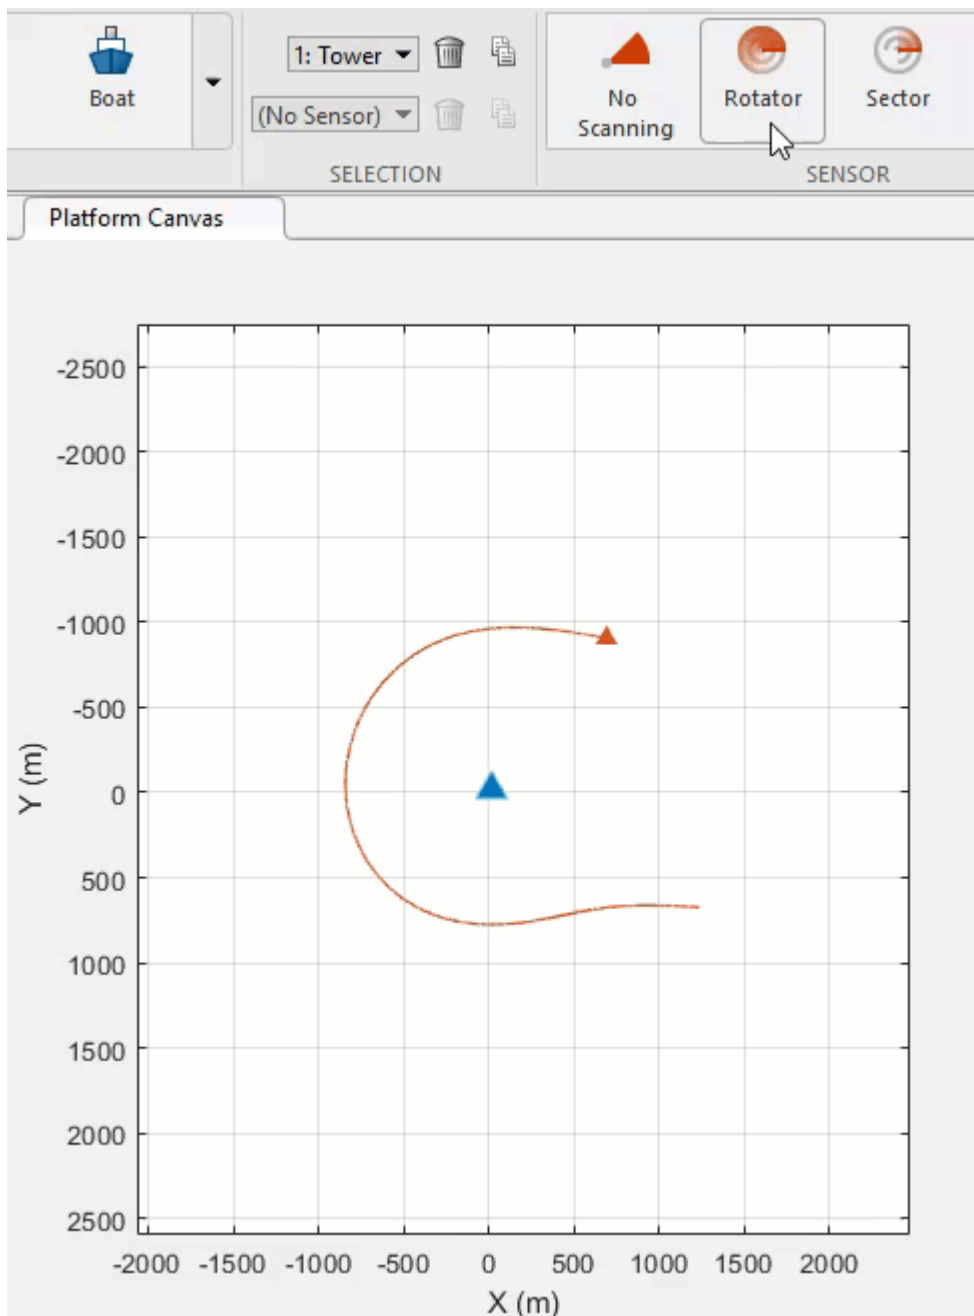 Boat
1: Tower
(No Sensor)
SELECTION
No
Scanning
Rotator
Sector
SENSOR
Platform Canvas
-2500
-2000
-1500
-1000
-500
0
500
1000
1500
2000
2500
Y (m)
-2000 -1500 -1000 -500 0 500 1000 1500 2000
X (m)